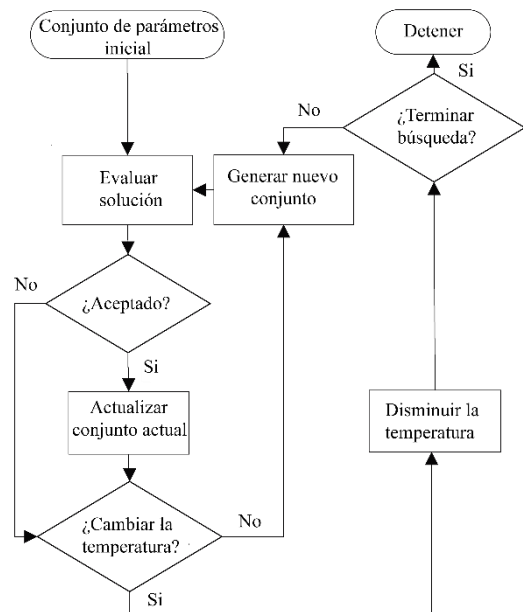 Conjunto de parámetros
inicial
Detener
Si
No
¿Terminar
búsqueda?
Evaluar
solución
Generar nuevo
conjunto
No
¿Aceptado?
Si
Actualizar
conjunto actual
Disminuir la
temperatura
¿Cambiar la
temperatura?
No
Si